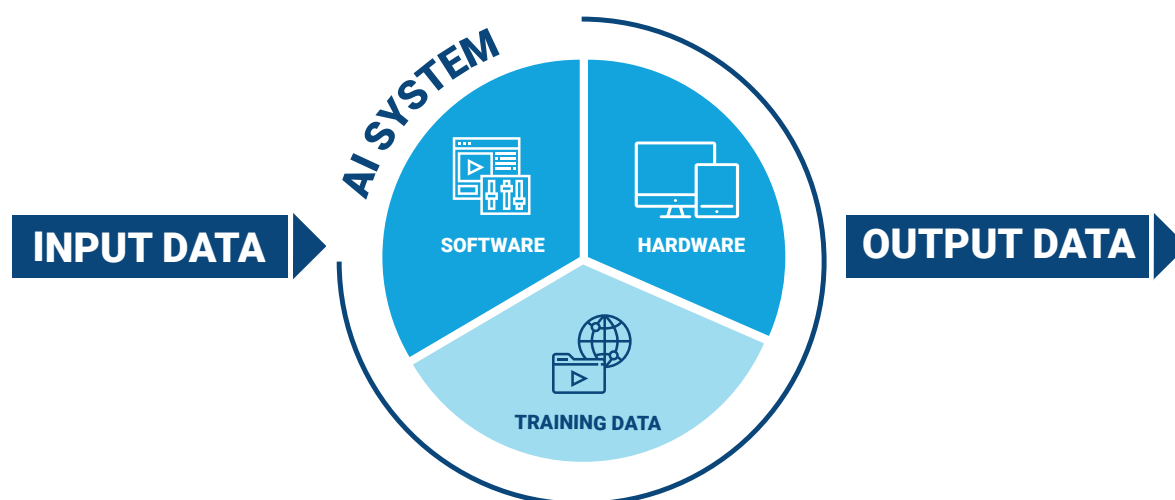 AI SYSTEM
INPUT DATA
SOFTWARE
HARDWARE
OUTPUT DATA
TRAINING DATA